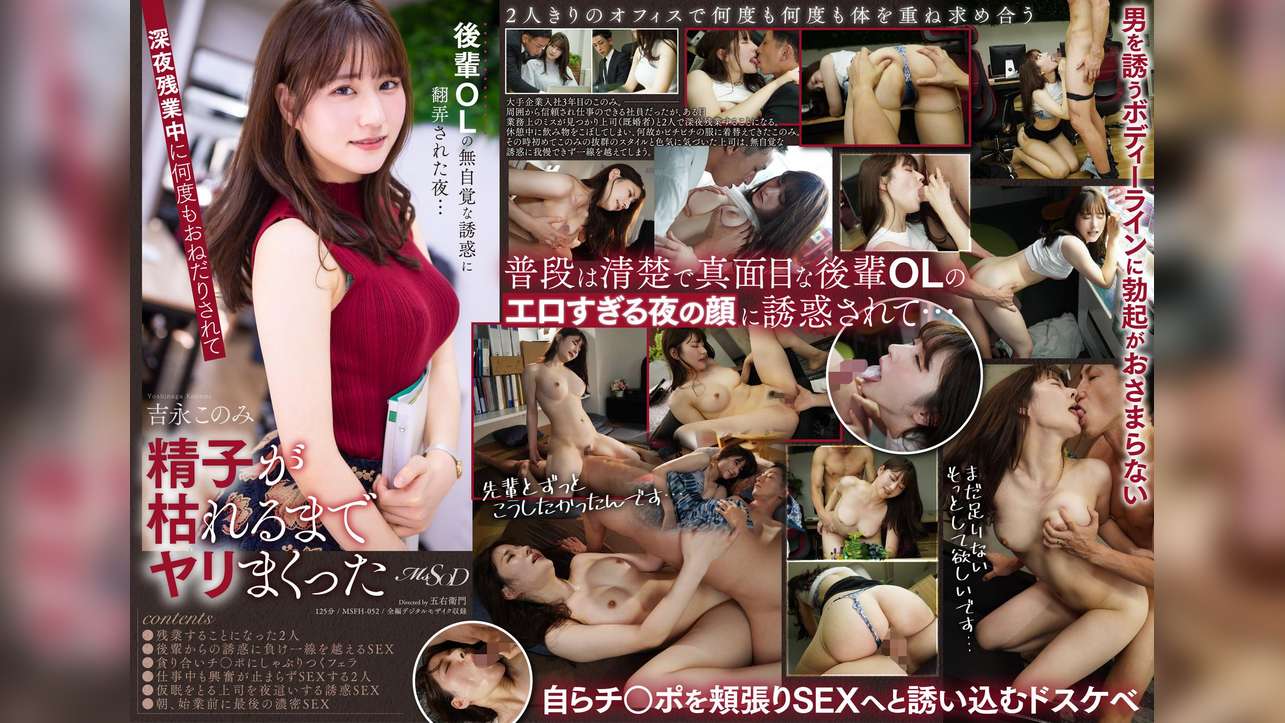 深夜残業中に何度もおねだりされて
後輩OLの無自覚な誘惑に
翻弄された夜…
吉永このみ
精子が
枯れるまで
ヤリまくった
MsSOD
Directed by 五右衛門
125分 / MSFH-052 / 全編デジタルモザイク収録
contents
●残業することになった2人
●後輩からの誘惑に負け一線を越えるSEX
●貪り合いチ〇ポにしゃぶりつくフェラ
●仕事中も興奮が止まらずSEXする2人
●仮眠をとる上司を夜這いする誘惑SEX
●朝、始業前に最後の濃密SEX
2人きりのオフィスで何度も何度も体を重ね求め合う
大手企業入社3年目のこのみ。
周囲から信頼され仕事のできる社員だったが、ある日
業務上のミスが見つかり上司(既婚者)と2人で深夜残業することになる。
休憩中に飲み物をこぼしてしまい、何故かピチピチの服に着替えてきたこのみ。
その時初めてこのみの抜群のスタイルと色気に気づいた上司は、無自覚な
誘惑に我慢できず一線を越えてしまう。
男を誘うボディーラインに勃起がおさまらない
普段は清楚で真面目な後輩OLの
エロすぎる夜の顔に誘惑されて…
先輩とずっと
こうしたかったんです…
まだ足りない
もっとして欲しいです…
自らチ〇ポを頬張りSEXへと誘い込むドスケベ